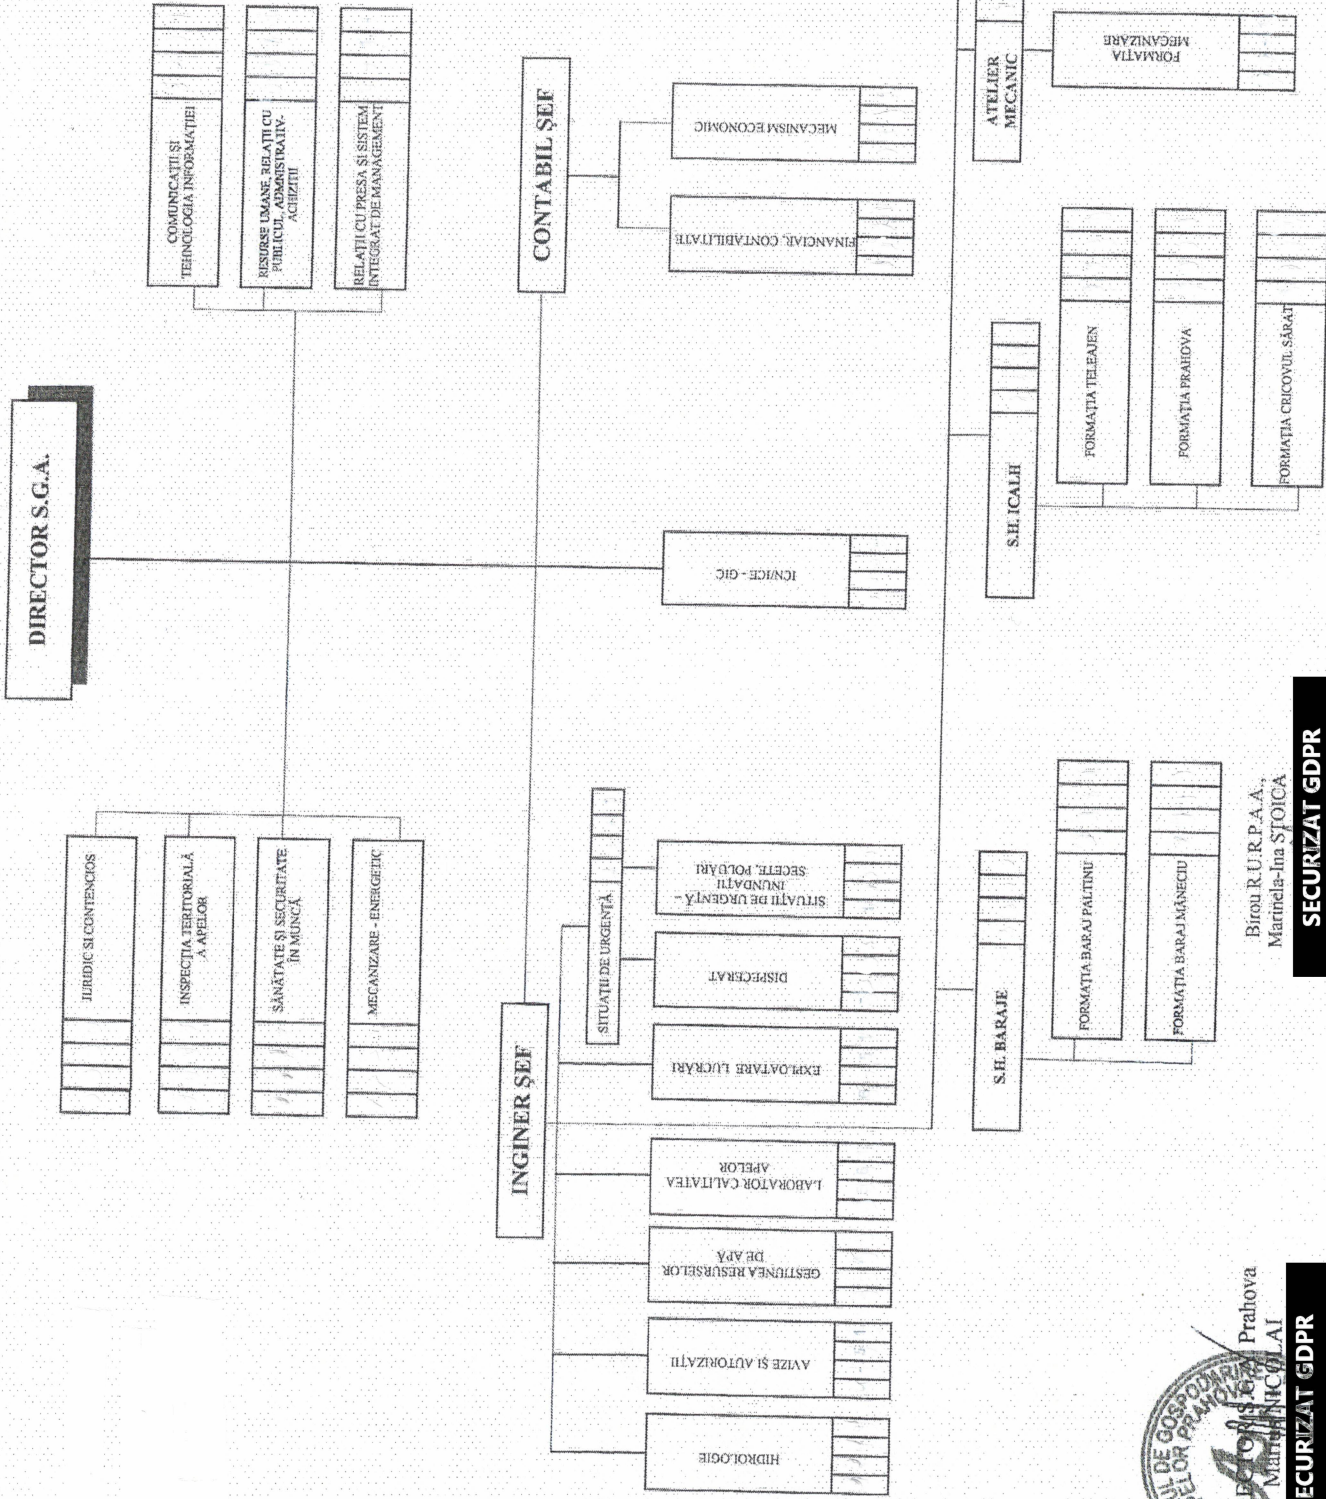 DIRECTOR S.G.A.
JURIDIC SI CONTENCIOS
INSPECȚIA TERITORIALĂ
A APELOR
SĂNĂTATE ȘI SECURITATE
ÎN MUNCĂ
MECANIZARE - ENERGETIC
COMUNICAȚII ȘI
TEHNOLOGIA INFORMAȚIEI
RESURSE UMANE, RELAȚII CU
PUBLICUL, ADMNISTRATIV-
ACHIZIȚII
RELAȚII CU PRESA ȘI SISTEM
INTEGRAT DE MANAGEMENT
INGINER ȘEF
CONTABIL ȘEF
SITUAȚII DE URGENȚĂ
HIDROLOGIE
AVIZE ȘI AUTORIZAȚII
GESTIUNEA RESURSELOR
DE APĂ
LABORATOR CALITATEA
APELOR
EXPLOATARE LUCRĂRI
DISPECERAT
SITUAȚII DE URGENȚĂ –
INUNDAȚII
SECETE, POLUĂRI
ICN/ICE - GIC
FINANCIAR, CONTABILITATE
MECANISM ECONOMIC
S.H. BARAJE
FORMAȚIA BARAJ PALTINU
FORMAȚIA BARAJ MĂNECIU
S.H. ICALH
FORMAȚIA TELEAJEN
FORMAȚIA PRAHOVA
FORMAȚIA CRICOVUL SĂRAT
ATELIER
MECANIC
FORMAȚIA
MECANIZARE
Prahova
NICOLAI
ECURIZAT GDPR
Birou R.U.R.P.A.A.,
Marinela-Ina STOICA
SECURIZAT GDPR